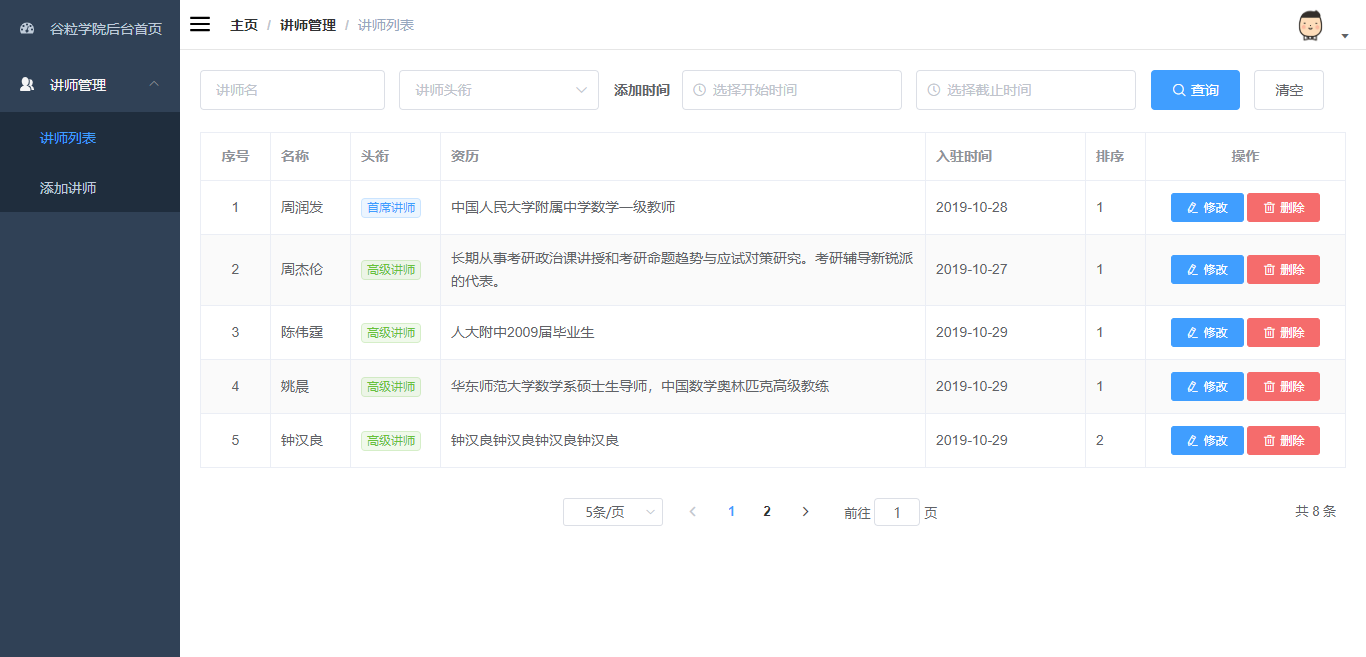 谷粒学院后台首页
讲师管理
讲师列表
添加讲师
主页 / 讲师管理 / 讲师列表
讲师名 讲师头衔 添加时间 选择开始时间 选择截止时间 查询 清空
序号 名称 头衔 资历 入驻时间 排序 操作
1 周润发 首席讲师 中国人民大学附属中学数学一级教师 2019-10-28 1 修改 删除
2 周杰伦 高级讲师 长期从事考研政治课讲授和考研命题趋势与应试对策研究。考研辅导新锐派 2019-10-27 1 修改 删除
的代表。
3 陈伟霆 高级讲师 人大附中2009届毕业生 2019-10-29 1 修改 删除
4 姚晨 高级讲师 华东师范大学数学系硕士生导师，中国数学奥林匹克高级教练 2019-10-29 1 修改 删除
5 钟汉良 高级讲师 钟汉良钟汉良钟汉良钟汉良 2019-10-29 2 修改 删除
5条/页 1 2 前往 1 页 共 8 条